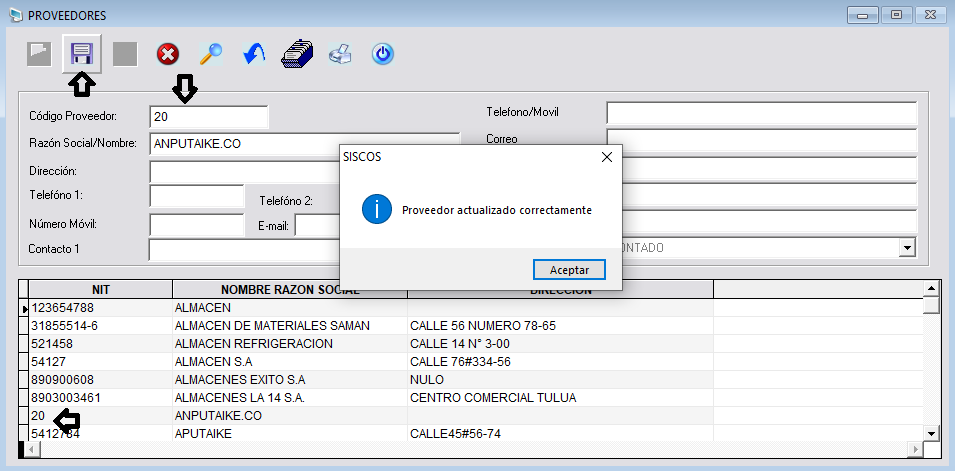 PROVEEDORES
Código Proveedor: 20 Telefono/Movil
Razón Social/Nombre: ANPUTAIKE.CO Correo
Dirección:
Telefóno 1: Telefóno 2:
Número Móvil: E-mail:
Contacto 1 ONTADO
SISCOS
Proveedor actualizado correctamente
Aceptar
NIT NOMBRE RAZON SOCIAL DIRECCION
123654788 ALMACEN
31855514-6 ALMACEN DE MATERIALES SAMAN CALLE 56 NUMERO 78-65
521458 ALMACEN REFRIGERACION CALLE 14 N° 3-00
54127 ALMACEN S.A CALLE 76#334-56
890900608 ALMACENES EXITO S.A NULO
8903003461 ALMACENES LA 14 S.A. CENTRO COMERCIAL TULUA
20 ANPUTAIKE.CO
5412784 APUTAIKE CALLE45#56-74